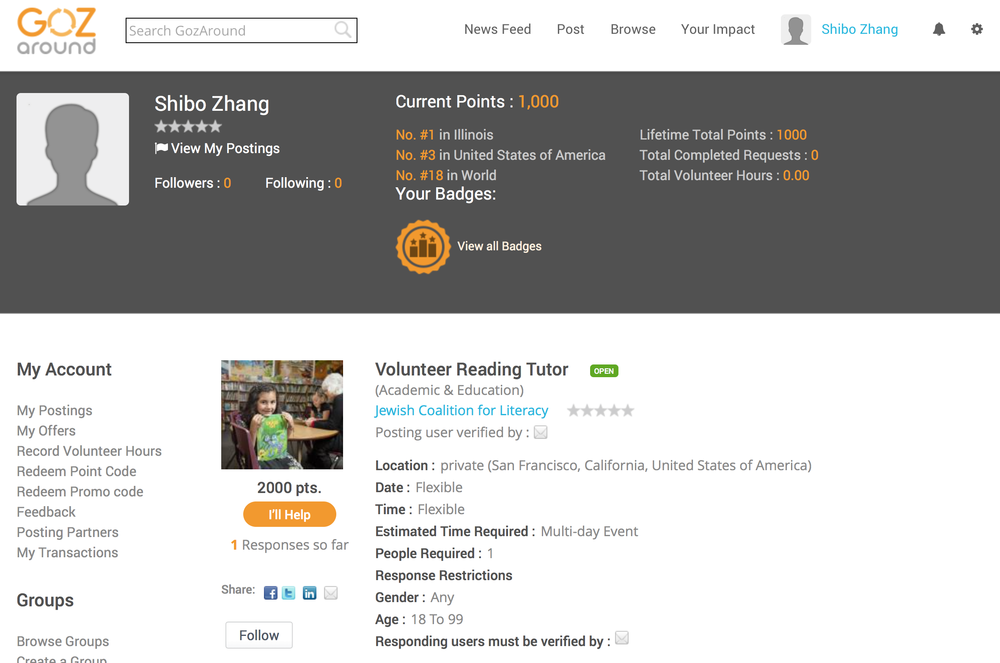 GOZ
around
Search GozAround
News Feed
Post
Browse
Your Impact
Shibo Zhang
Shibo Zhang
View My Postings
Followers : 0
Following : 0
Current Points : 1,000
No. #1 in Illinois
No. #3 in United States of America
No. #18 in World
Lifetime Total Points : 1000
Total Completed Requests : 0
Total Volunteer Hours : 0.00
Your Badges:
View all Badges
My Account
My Postings
My Offers
Record Volunteer Hours
Redeem Point Code
Redeem Promo code
Feedback
Posting Partners
My Transactions
Groups
Browse Groups
Create a Group
2000 pts.
I'll Help
1 Responses so far
Share:
Follow
Volunteer Reading Tutor
OPEN
(Academic & Education)
Jewish Coalition for Literacy
Posting user verified by :
Location : private (San Francisco, California, United States of America)
Date : Flexible
Time : Flexible
Estimated Time Required : Multi-day Event
People Required : 1
Response Restrictions
Gender : Any
Age : 18 To 99
Responding users must be verified by :